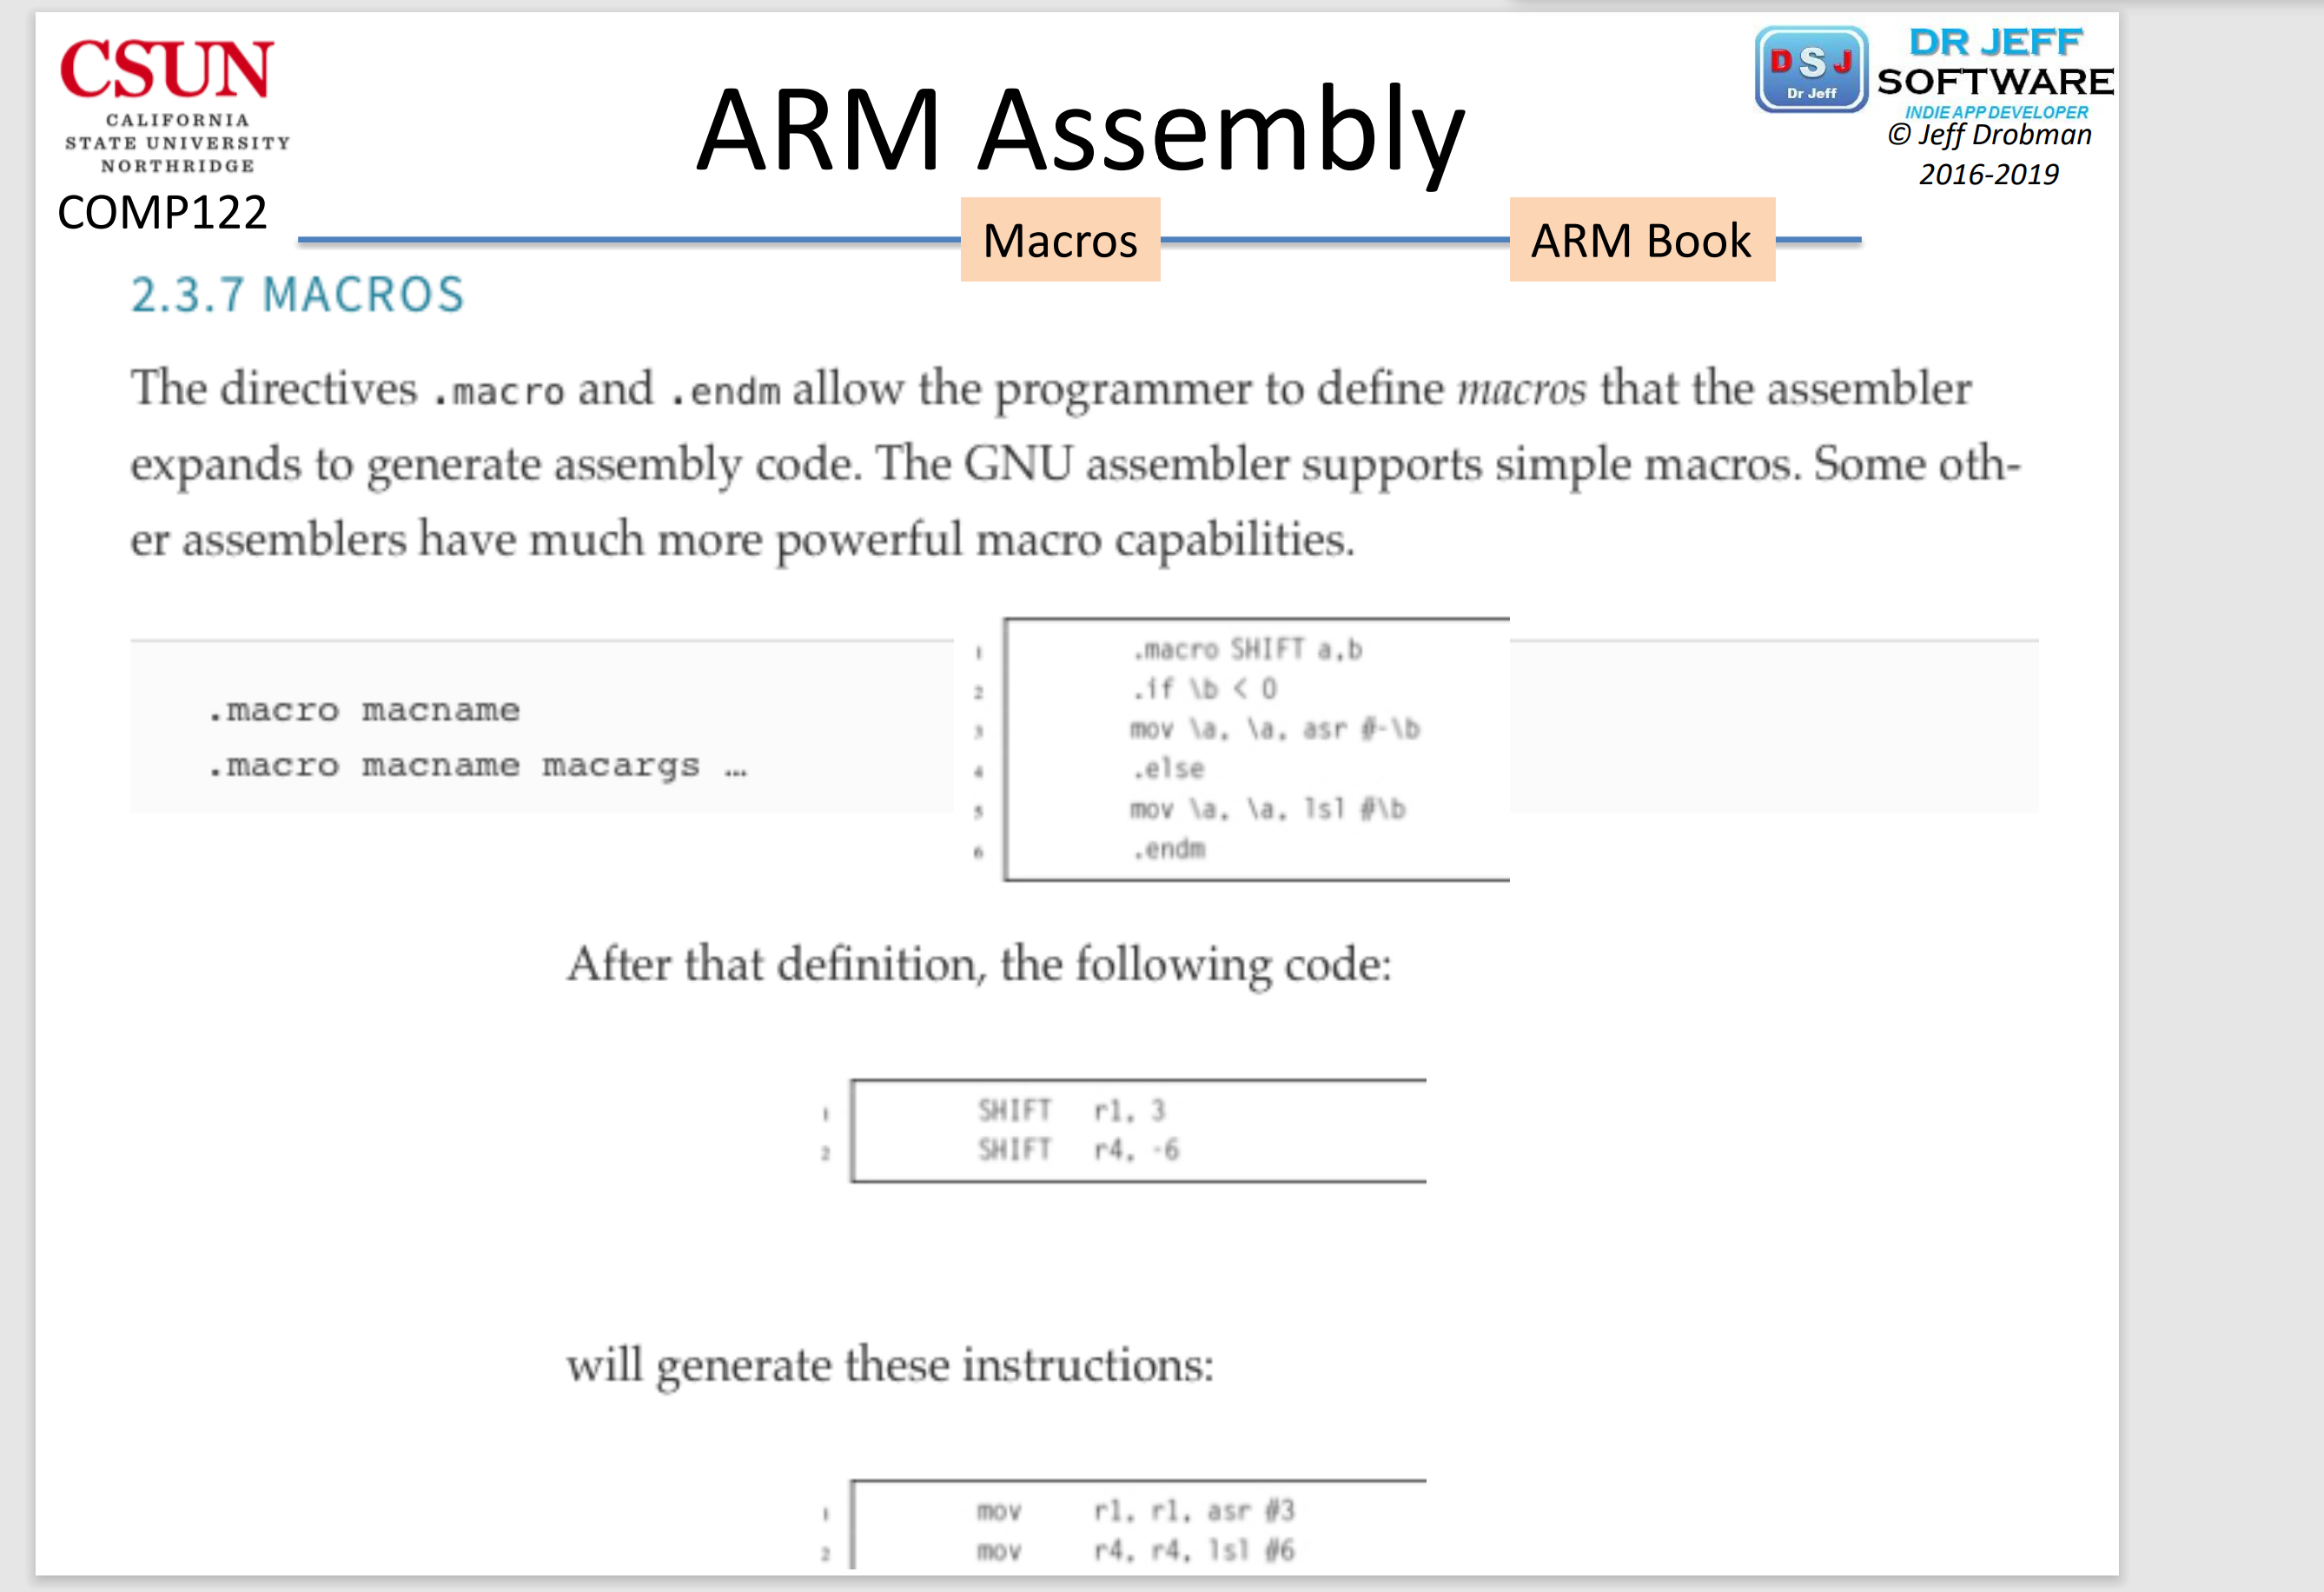 CSUN
CALIFORNIA
STATE UNIVERSITY
NORTHRIDGE
COMP122
ARM Assembly
DSJ
Dr Jeff
DR JEFF
SOFTWARE
INDIE APP DEVELOPER
© Jeff Drobman
2016-2019
Macros
ARM Book
2.3.7 MACROS
The directives .macro and .endm allow the programmer to define macros that the assembler
expands to generate assembly code. The GNU assembler supports simple macros. Some oth-
er assemblers have much more powerful macro capabilities.
.macro macname
.macro macname macargs …
1 .macro SHIFT a,b
2 .if \b < 0
3 mov \a, \a, asr #-\b
4 .else
5 mov \a, \a, lsl #\b
6 .endm
After that definition, the following code:
1 SHIFT r1, 3
2 SHIFT r4, -6
will generate these instructions:
1 mov r1, r1, asr #3
2 mov r4, r4, lsl #6